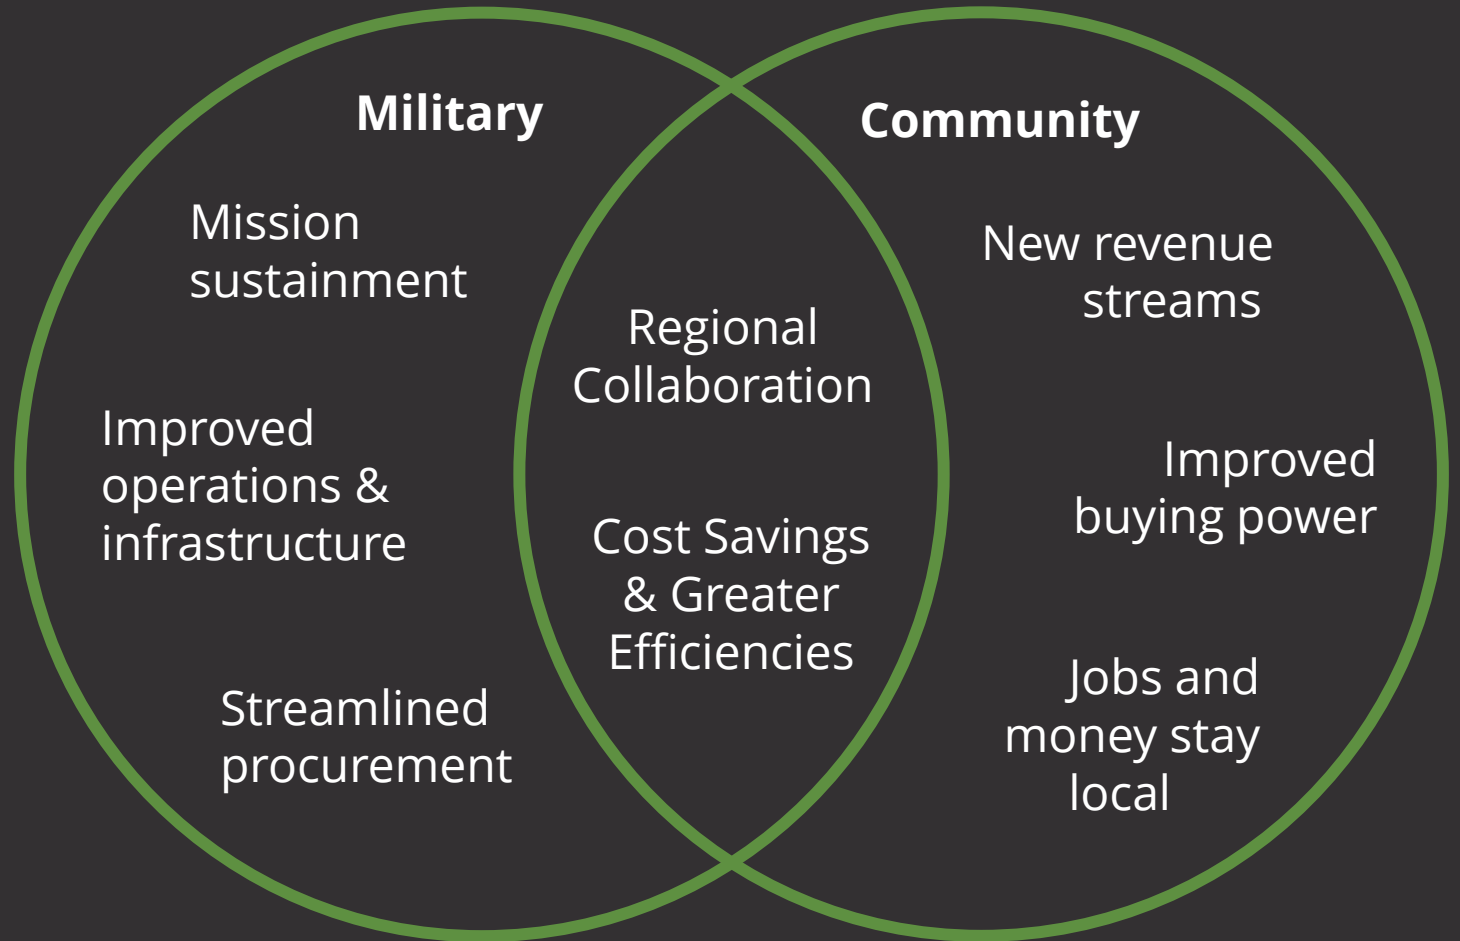 Military
Mission
sustainment
Improved
operations &
infrastructure
Streamlined
procurement
Regional
Collaboration
Cost Savings
& Greater
Efficiencies
Community
New revenue
streams
Improved
buying power
Jobs and
money stay
local